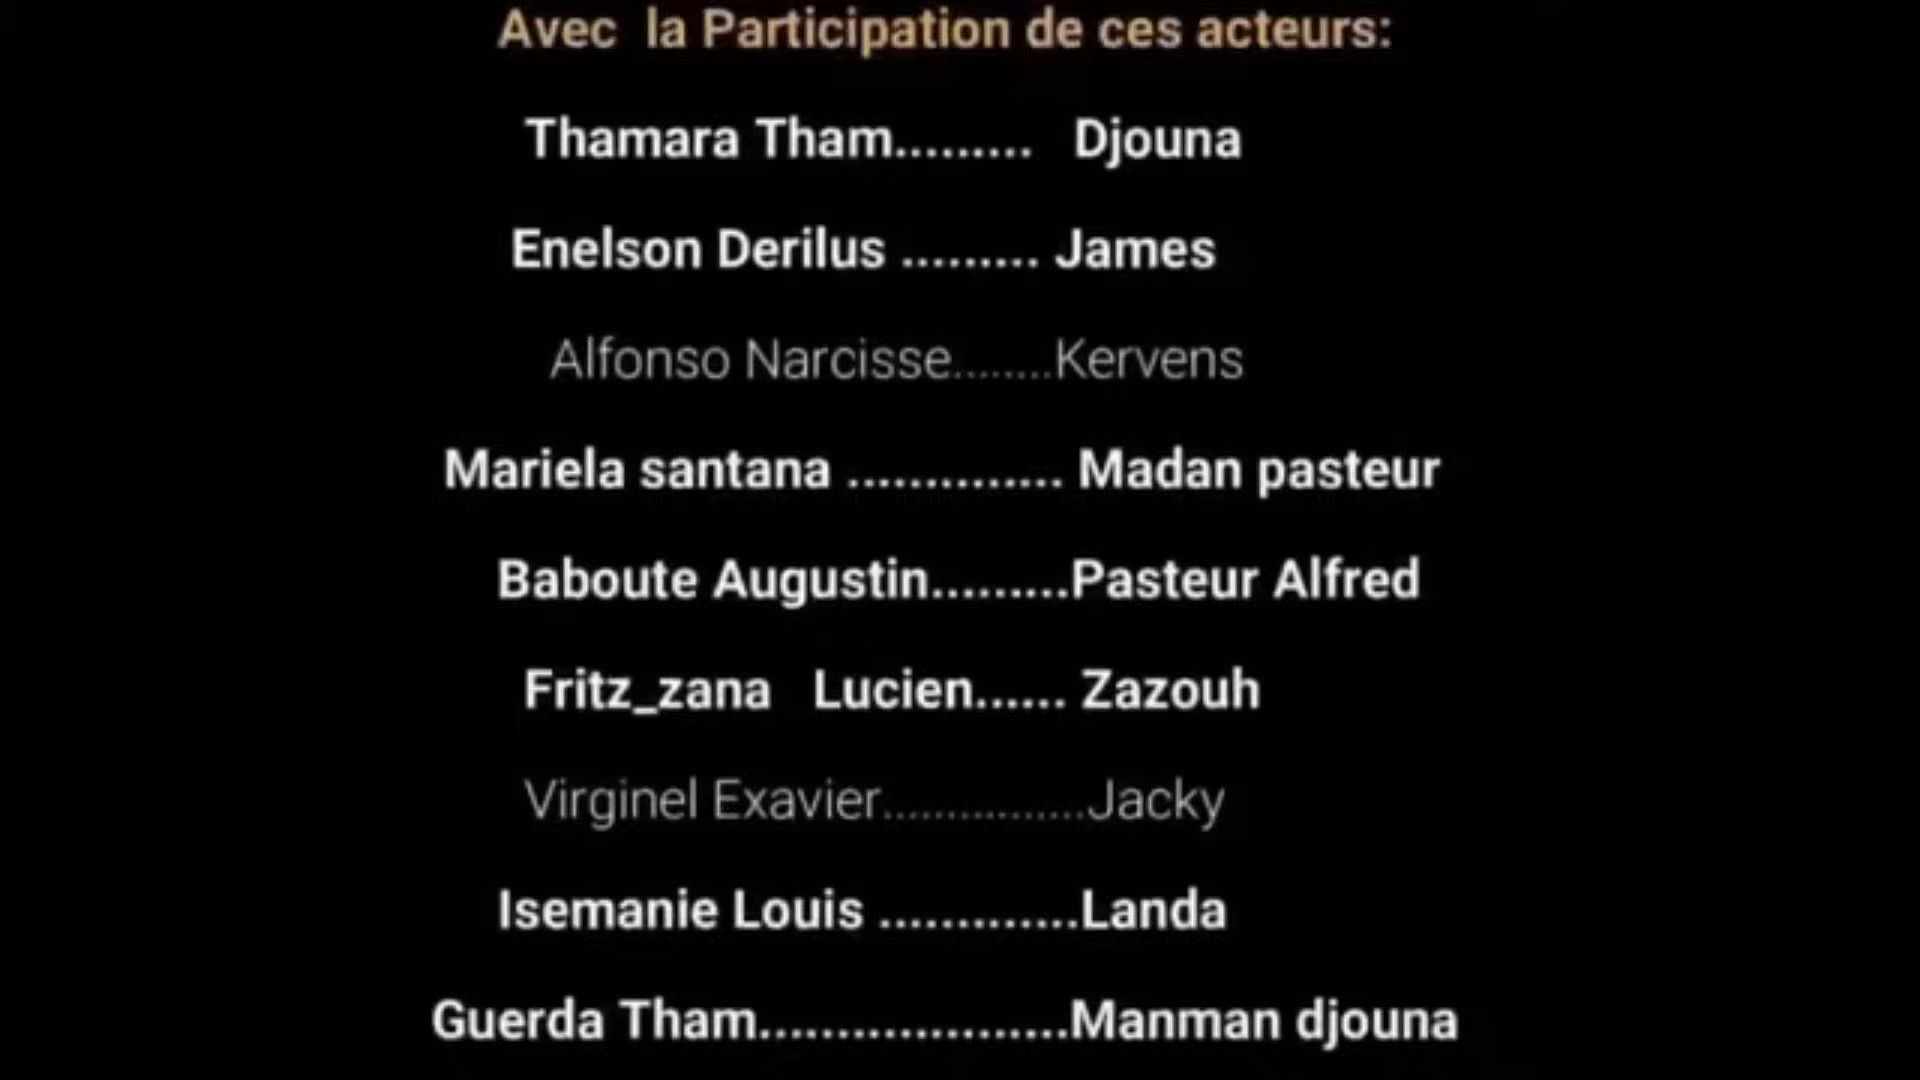 Avec la Participation de ces acteurs:
Thamara Tham......... Djouna
Enelson Derilus ......... James
Alfonso Narcisse........Kervens
Mariela santana .............. Madan pasteur
Baboute Augustin.........Pasteur Alfred
Fritz_zana Lucien...... Zazouh
Virginel Exavier................Jacky
Isemanie Louis .............Landa
Guerda Tham....................Manman djouna